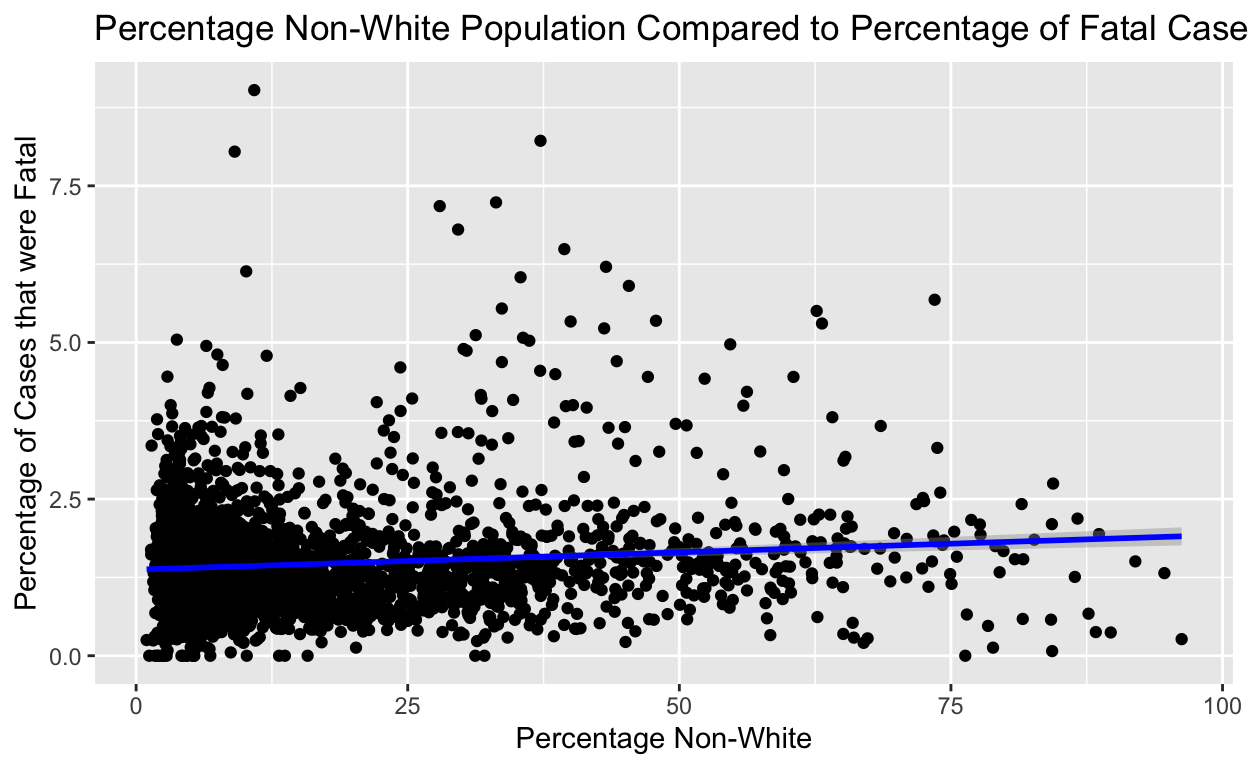 Percentage Non-White Population Compared to Percentage of Fatal Case
Percentage of Cases that were Fatal
7.5
5.0
2.5
0.0
0 25 50 75 100
Percentage Non-White